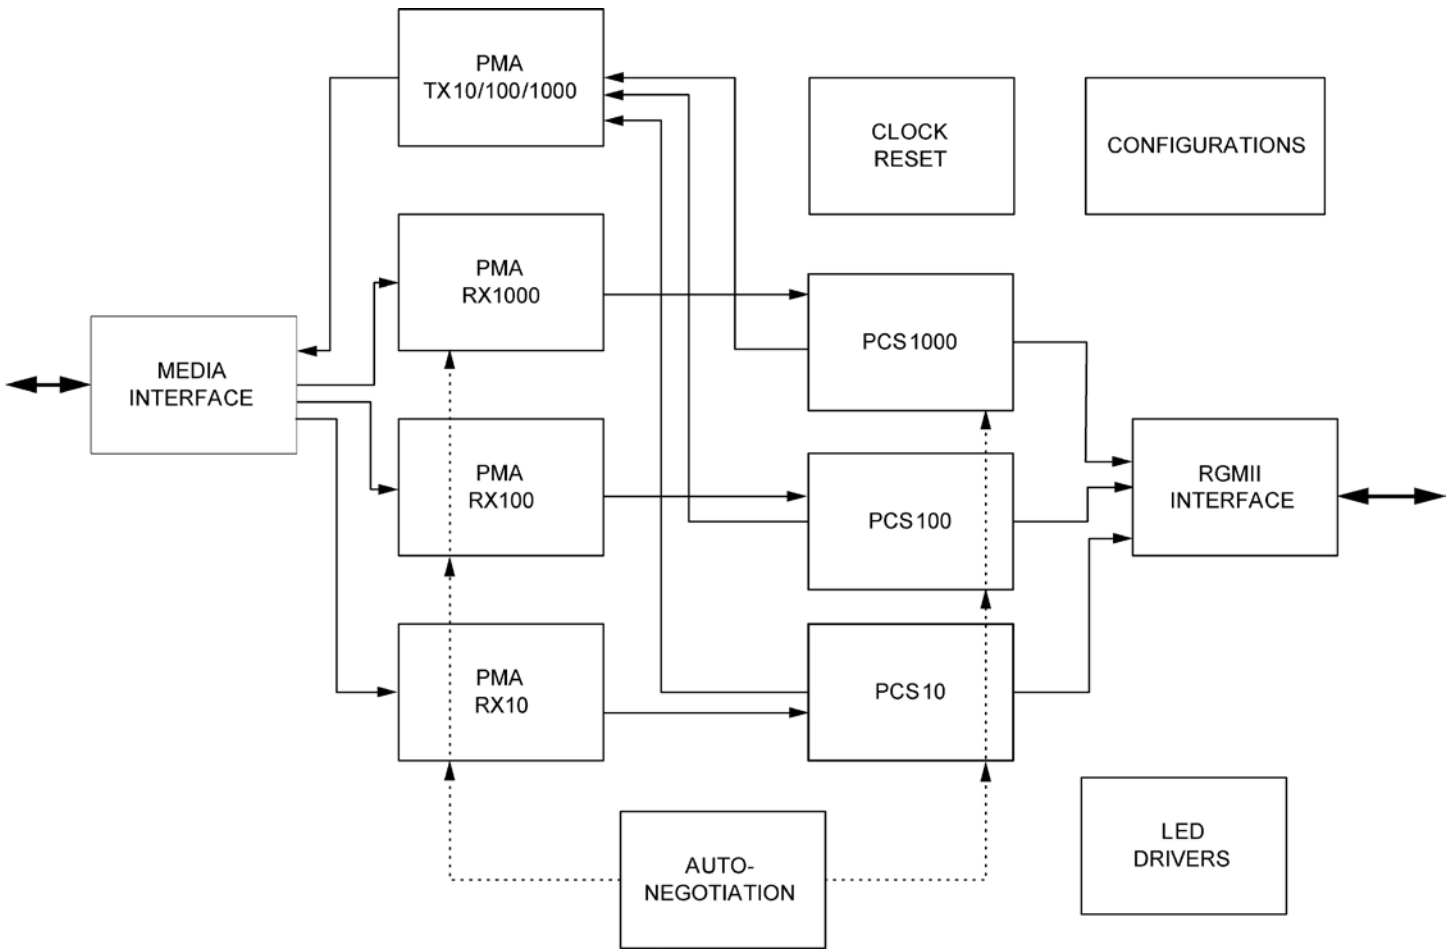 PMA
TX10/100/1000
CLOCK
RESET
CONFIGURATIONS
PMA
RX1000
PCS1000
MEDIA
INTERFACE
PMA
RX100
PCS100
RGMII
INTERFACE
PMA
RX10
PCS10
AUTO-
NEGOTIATION
LED
DRIVERS